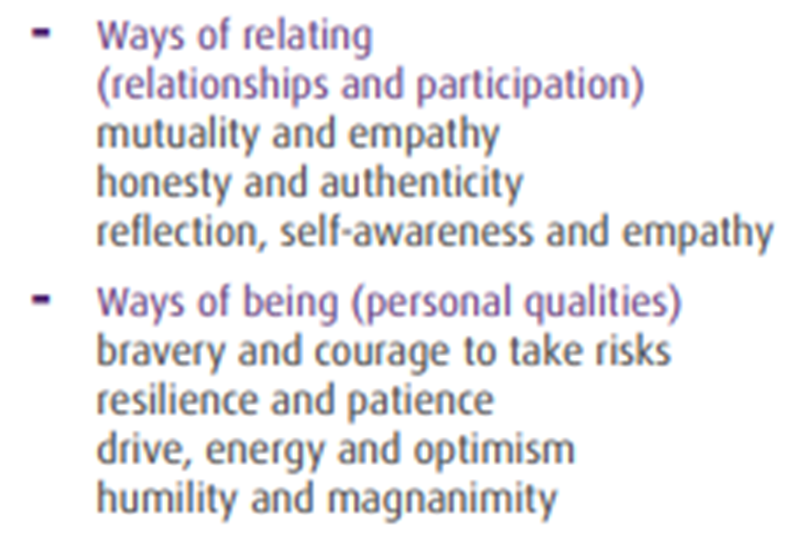 - Ways of relating
(relationships and participation)
mutuality and empathy
honesty and authenticity
reflection, self-awareness and empathy
- Ways of being (personal qualities)
bravery and courage to take risks
resilience and patience
drive, energy and optimism
humility and magnanimity